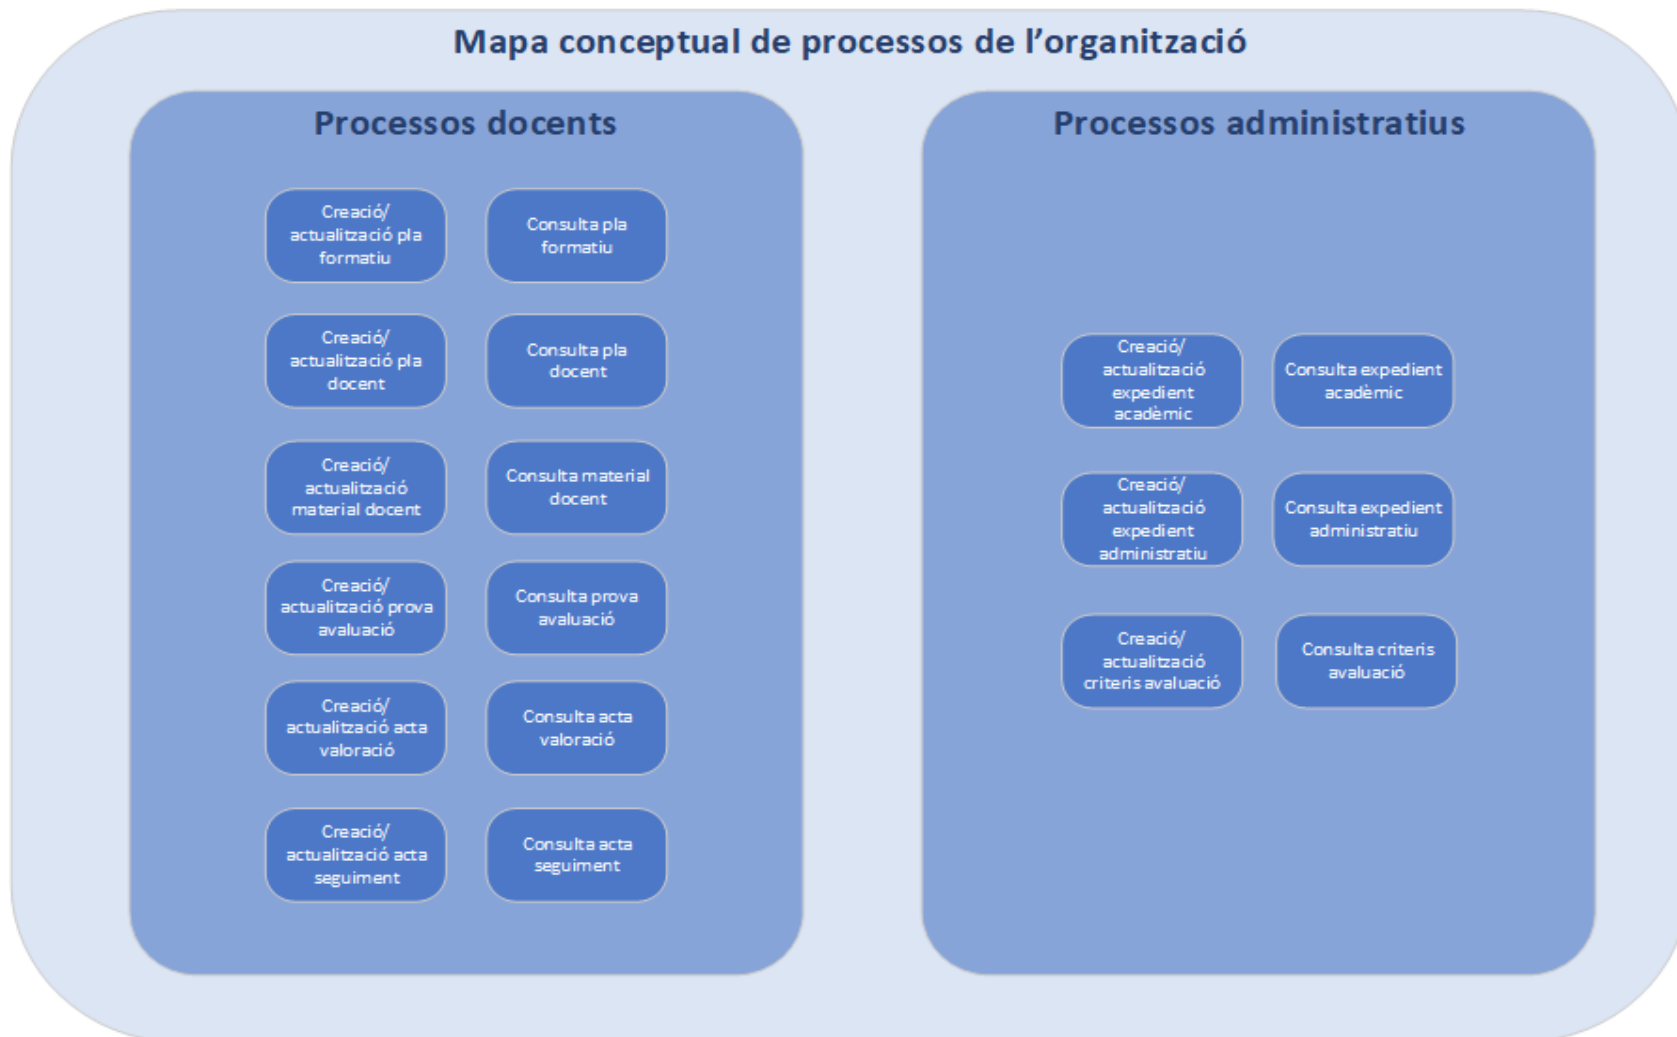 Mapa conceptual de processos de l’organització
Processos docents
Creació/
actualització pla
formatiu
Consulta pla
formatiu
Creació/
actualització pla
docent
Consulta pla
docent
Creació/
actualització
material docent
Consulta material
docent
Creació/
actualització prova
avaluació
Consulta prova
avaluació
Creació/
actualització acta
valoració
Consulta acta
valoració
Creació/
actualització acta
seguiment
Consulta acta
seguiment
Processos administratius
Creació/
actualització
expedient
acadèmic
Consulta expedient
acadèmic
Creació/
actualització
expedient
administratiu
Consulta expedient
administratiu
Creació/
actualització
criteris avaluació
Consulta criteris
avaluació